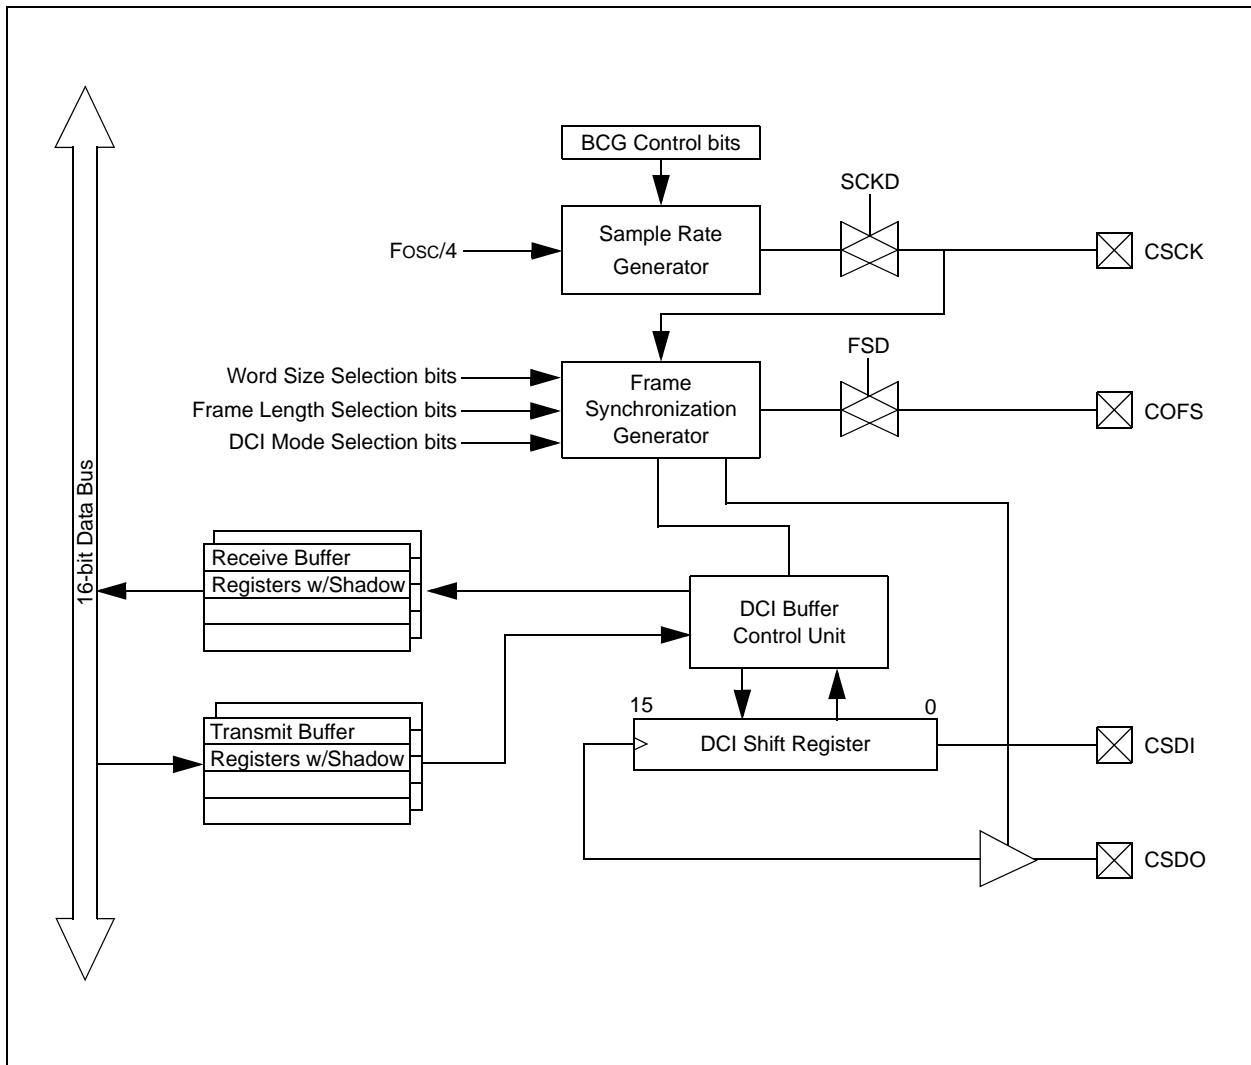 BCG Control bits
SCKD
Sample Rate
Generator
FOSC/4
CSCK
FSD
Word Size Selection bits
Frame Length Selection bits
DCI Mode Selection bits
Frame
Synchronization
Generator
COFS
16-bit Data Bus
Receive Buffer
Registers w/Shadow
DCI Buffer
Control Unit
15
0
Transmit Buffer
Registers w/Shadow
DCI Shift Register
CSDI
CSDO